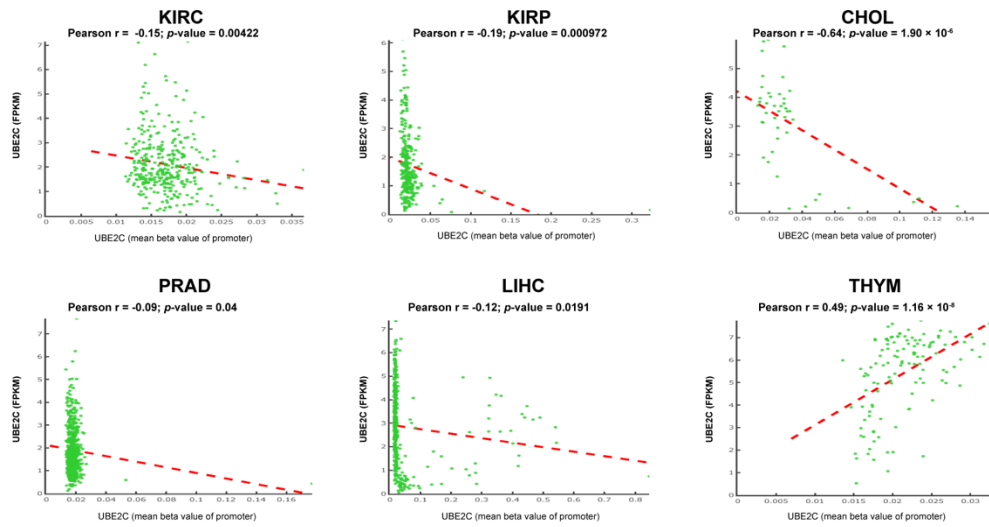 KIRC
Pearson r = -0.15; p-value = 0.00422
UBE2C (FPKM)
7
6
5
4
3
2
1
0
0 0.005 0.01 0.015 0.02 0.025 0.03 0.035
UBE2C (mean beta value of promoter)
KIRP
Pearson r = -0.19; p-value = 0.000972
UBE2C (FPKM)
6
5
4
3
2
1
0
0 0.05 0.1 0.15 0.2 0.25 0.3
UBE2C (mean beta value of promoter)
CHOL
Pearson r = -0.64; p-value = 1.90 × 10⁻⁶
UBE2C (FPKM)
5
4
3
2
1
0
0 0.02 0.04 0.06 0.08 0.1 0.12 0.14
UBE2C (mean beta value of promoter)
PRAD
Pearson r = -0.09; p-value = 0.04
UBE2C (FPKM)
7
6
5
4
3
2
1
0
0 0.02 0.04 0.06 0.08 0.1 0.12 0.14 0.16
UBE2C (mean beta value of promoter)
LIHC
Pearson r = -0.12; p-value = 0.0191
UBE2C (FPKM)
7
6
5
4
3
2
1
0
0 0.1 0.2 0.3 0.4 0.5 0.6 0.7 0.8
UBE2C (mean beta value of promoter)
THYM
Pearson r = 0.49; p-value = 1.16 × 10⁻⁸
UBE2C (FPKM)
7
6
5
4
3
2
1
0
0 0.005 0.01 0.015 0.02 0.025 0.03
UBE2C (mean beta value of promoter)